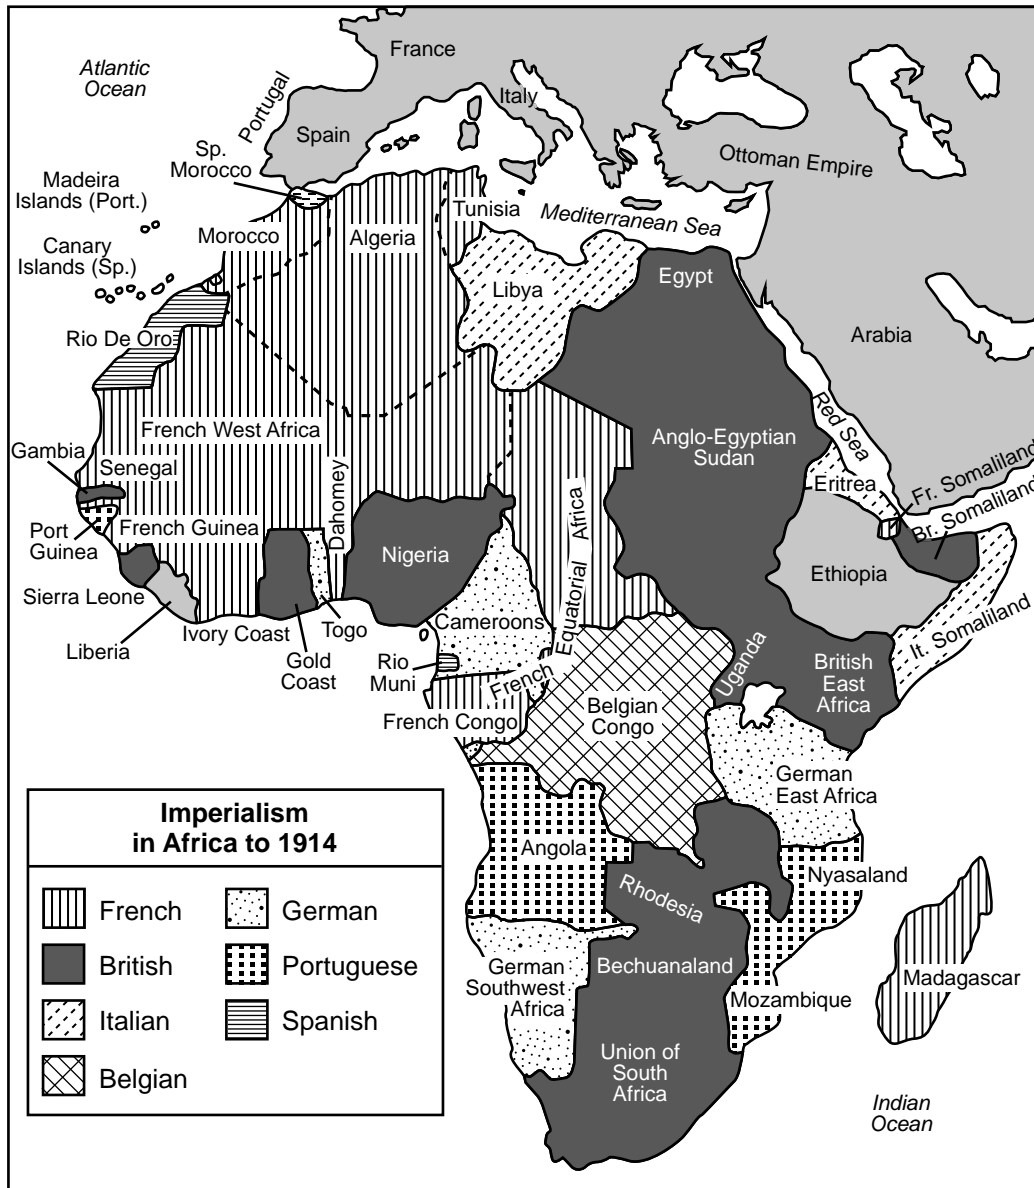 Atlantic
Ocean
France
Portugal
Spain
Italy
Ottoman Empire
Sp.
Morocco
Madeira
Islands (Port.)
Canary
Islands (Sp.)
Morocco
Algeria
Tunisia
Mediterranean Sea
Libya
Egypt
Arabia
Rio De Oro
Red Sea
French West Africa
Anglo-Egyptian
Sudan
Gambia
Senegal
Dahomey
Eritrea
Fr. Somaliland
Br. Somaliland
Port
Guinea
French Guinea
Nigeria
French Equatorial Africa
Ethiopia
Sierra Leone
Liberia
Ivory Coast
Togo
Gold
Coast
Cameroons
Rio
Muni
Uganda
British
East
Africa
It. Somaliland
French Congo
Belgian
Congo
German
East Africa
Angola
Rhodesia
Nyasaland
German
Southwest
Africa
Bechuanaland
Mozambique
Madagascar
Union of
South
Africa
Indian
Ocean
Imperialism
in Africa to 1914
French
German
British
Portuguese
Italian
Spanish
Belgian